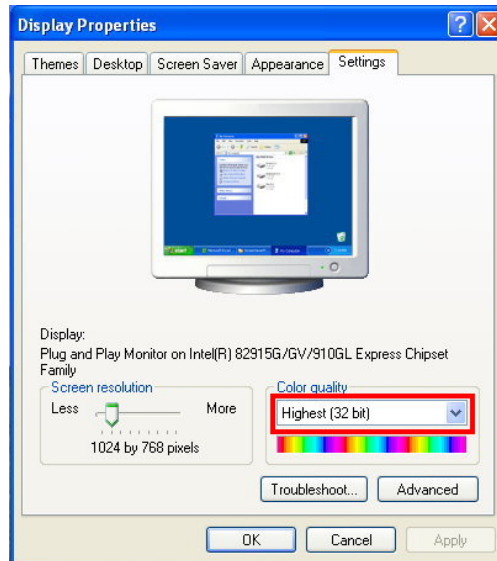 Display Properties
Themes Desktop Screen Saver Appearance Settings
Display:
Plug and Play Monitor on Intel(R) 82915G/GV/910GL Express Chipset
Family
Screen resolution
Less More
1024 by 768 pixels
Color quality
Highest (32 bit)
Troubleshoot... Advanced
OK Cancel Apply